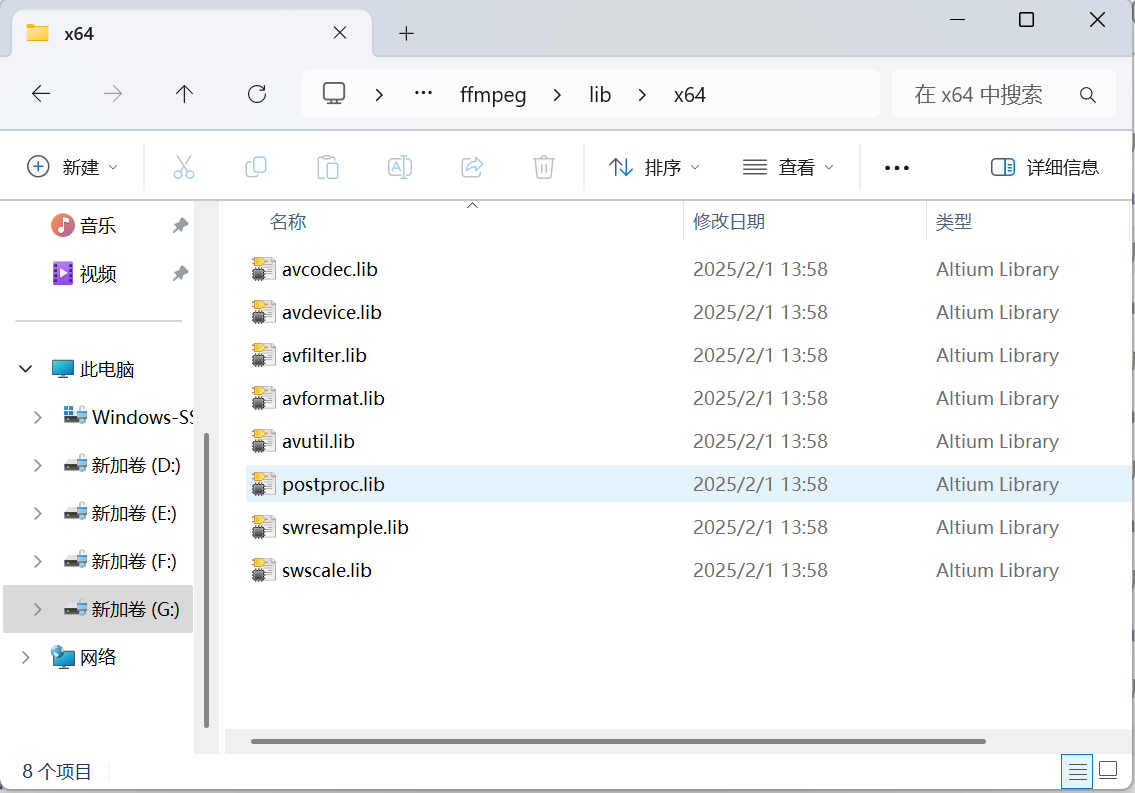 x64
ffmpeg lib x64
在 x64 中搜索
新建 排序 查看 详细信息
音乐
视频
此电脑
Windows-SS
新加卷 (D:)
新加卷 (E:)
新加卷 (F:)
新加卷 (G:)
网络
名称 修改日期 类型
avcodec.lib 2025/2/1 13:58 Altium Library
avdevice.lib 2025/2/1 13:58 Altium Library
avfilter.lib 2025/2/1 13:58 Altium Library
avformat.lib 2025/2/1 13:58 Altium Library
avutil.lib 2025/2/1 13:58 Altium Library
postproc.lib 2025/2/1 13:58 Altium Library
swresample.lib 2025/2/1 13:58 Altium Library
swscale.lib 2025/2/1 13:58 Altium Library
8 个项目